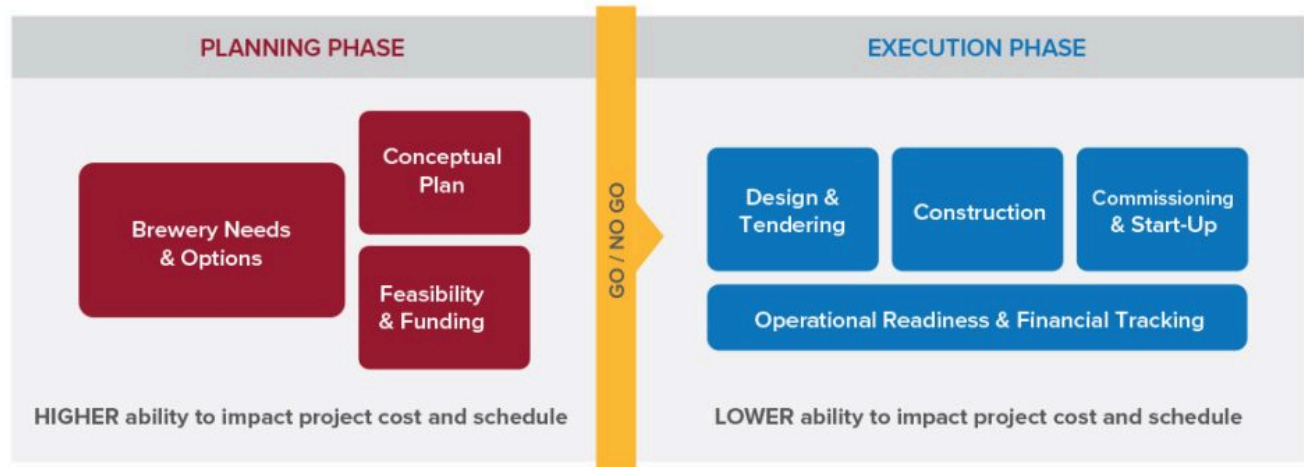 PLANNING PHASE
Brewery Needs
& Options
Conceptual
Plan
Feasibility
& Funding
HIGHER ability to impact project cost and schedule
GO / NO GO
EXECUTION PHASE
Design &
Tendering
Construction
Commissioning
& Start-Up
Operational Readiness & Financial Tracking
LOWER ability to impact project cost and schedule